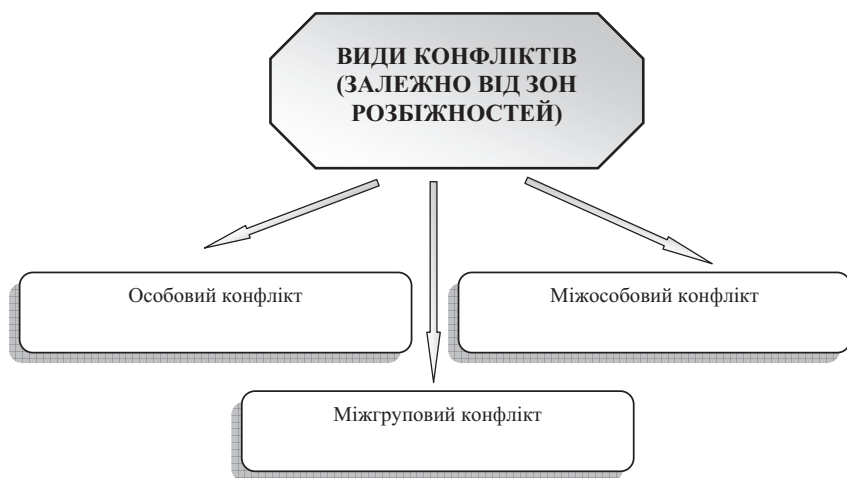 ВИДИ КОНФЛІКТІВ
(ЗАЛЕЖНО ВІД ЗОН
РОЗБІЖНОСТЕЙ)
Особовий конфлікт
Міжособовий конфлікт
Міжгруповий конфлікт